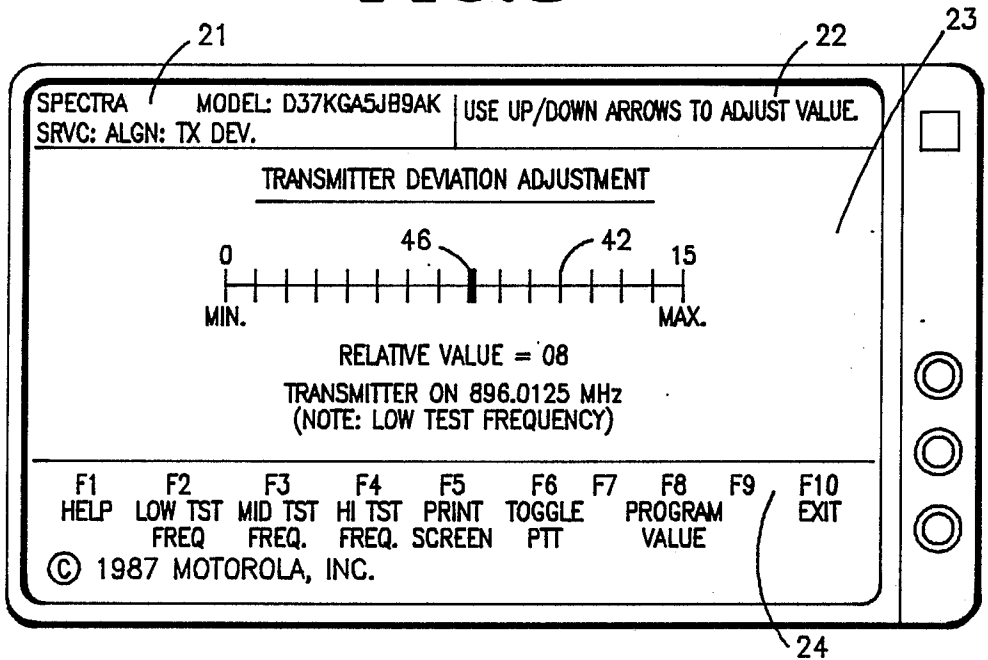 21
22
23
SPECTRA MODEL: D37KGA5JB9AK
SRVC: ALGN: TX DEV.
USE UP/DOWN ARROWS TO ADJUST VALUE.
TRANSMITTER DEVIATION ADJUSTMENT
46
42
0
15
MIN.
MAX.
RELATIVE VALUE = 08
TRANSMITTER ON 896.0125 MHz
(NOTE: LOW TEST FREQUENCY)
F1 F2 F3 F4 F5 F6 F7 F8 F9 F10
HELP LOW TST MID TST HI TST PRINT TOGGLE PROGRAM EXIT
FREQ FREQ. FREQ. SCREEN PTT VALUE
© 1987 MOTOROLA, INC.
24